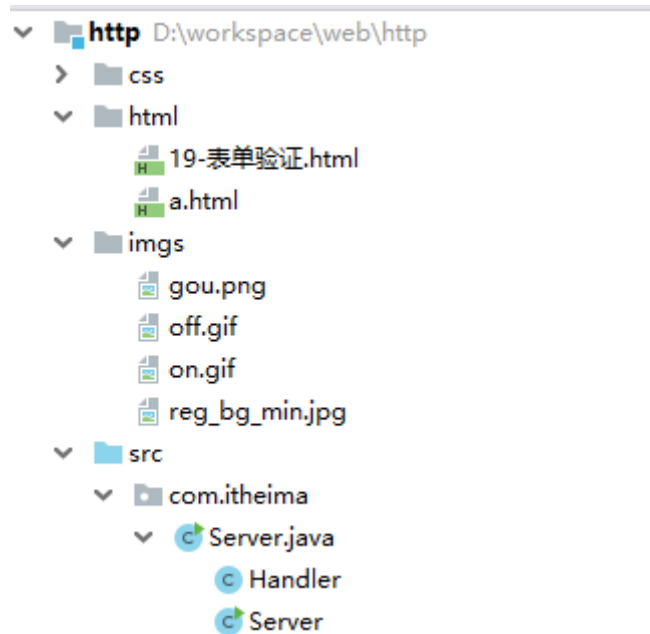 http D:\workspace\web\http
css
html
19-表单验证.html
a.html
imgs
gou.png
off.gif
on.gif
reg_bg_min.jpg
src
com.itheima
Server.java
Handler
Server